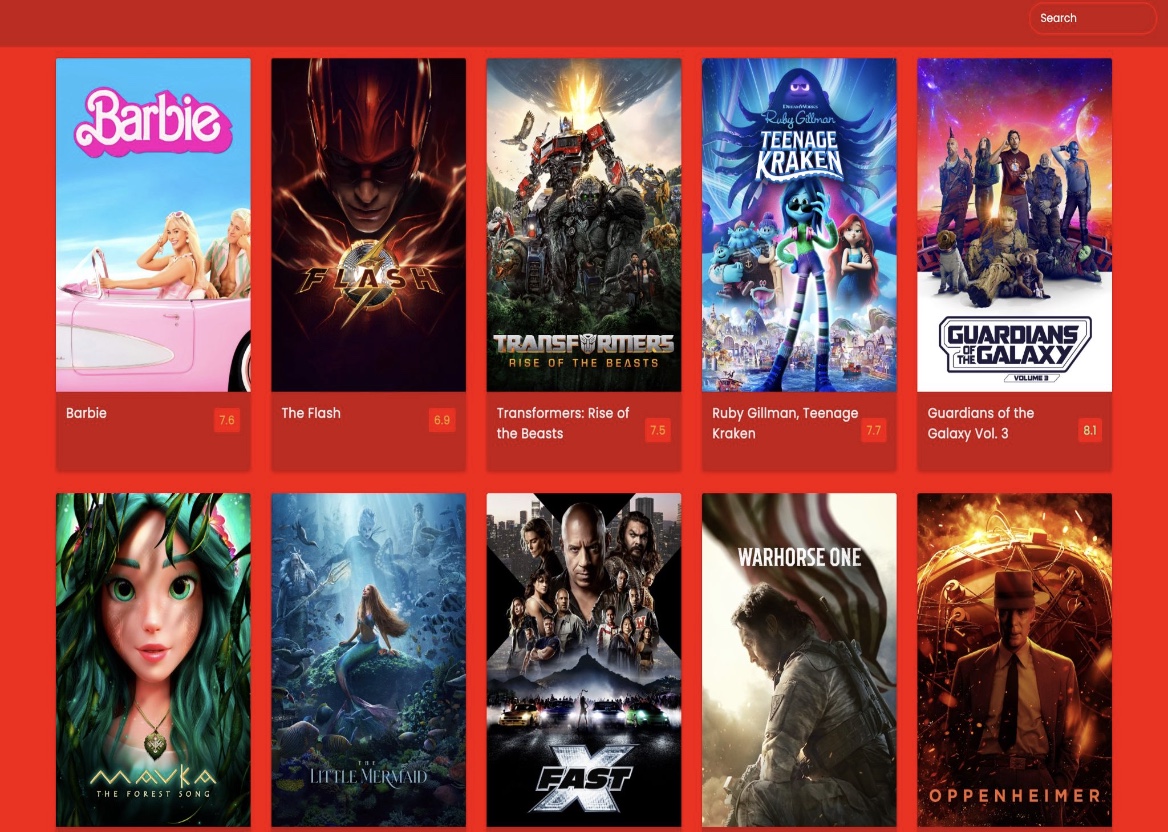 Search
Barbie
FLASH
TRANSFORMERS
RISE OF THE BEASTS
DREAMWORKS
Ruby Gillman
TEENAGE
KRAKEN
GUARDIANS
OF THE GALAXY
VOLUME 3
Barbie
7.6
The Flash
6.9
Transformers: Rise of
the Beasts
7.5
Ruby Gillman, Teenage
Kraken
7.7
Guardians of the
Galaxy Vol. 3
8.1
MAVKA
THE FOREST SONG
THE
LITTLE MERMAID
FAST X
WARHORSE ONE
OPPENHEIMER